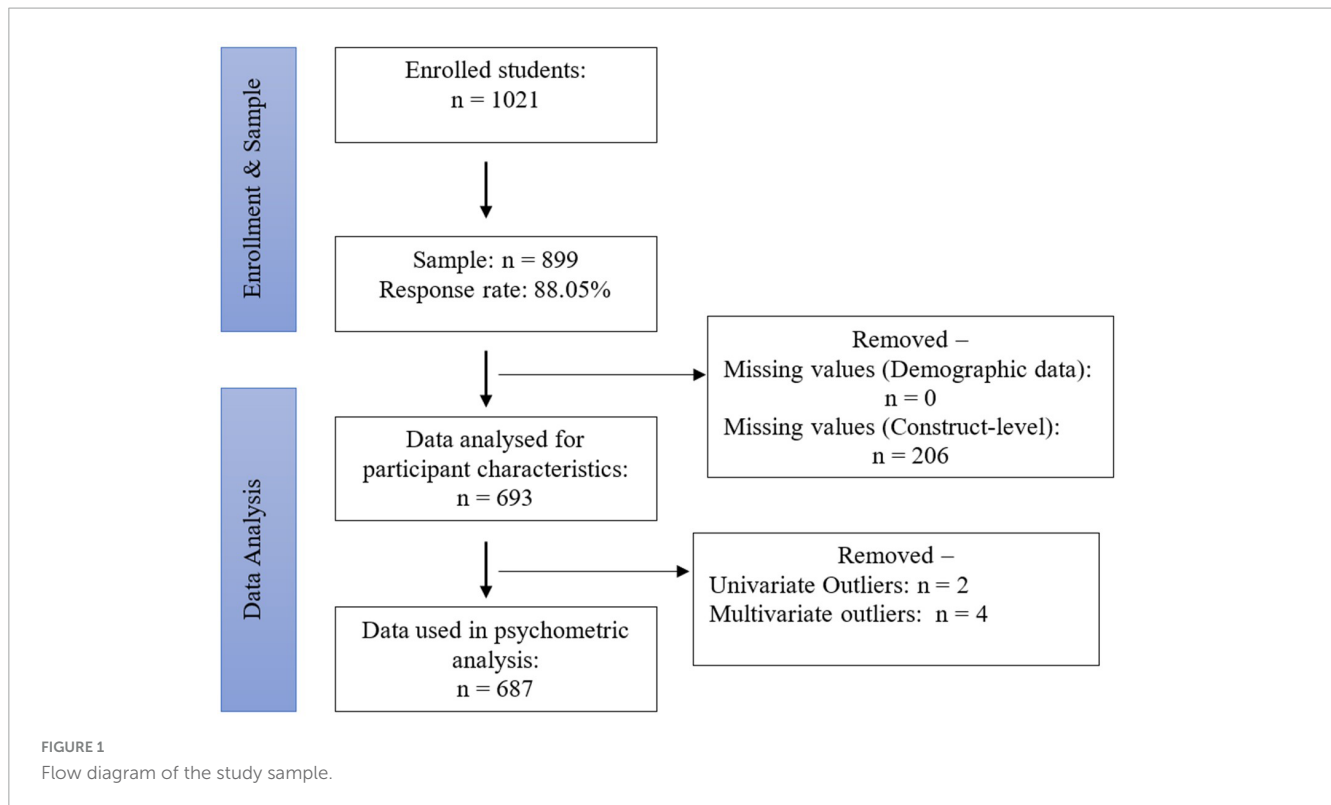 Enrollment & Sample
Enrolled students:
n = 1021
Sample: n = 899
Response rate: 88.05%
Removed –
Missing values (Demographic data):
n = 0
Missing values (Construct-level):
n = 206
Data Analysis
Data analysed for
participant characteristics:
n = 693
Removed –
Univariate Outliers: n = 2
Multivariate outliers: n = 4
Data used in psychometric
analysis:
n = 687
FIGURE 1
Flow diagram of the study sample.